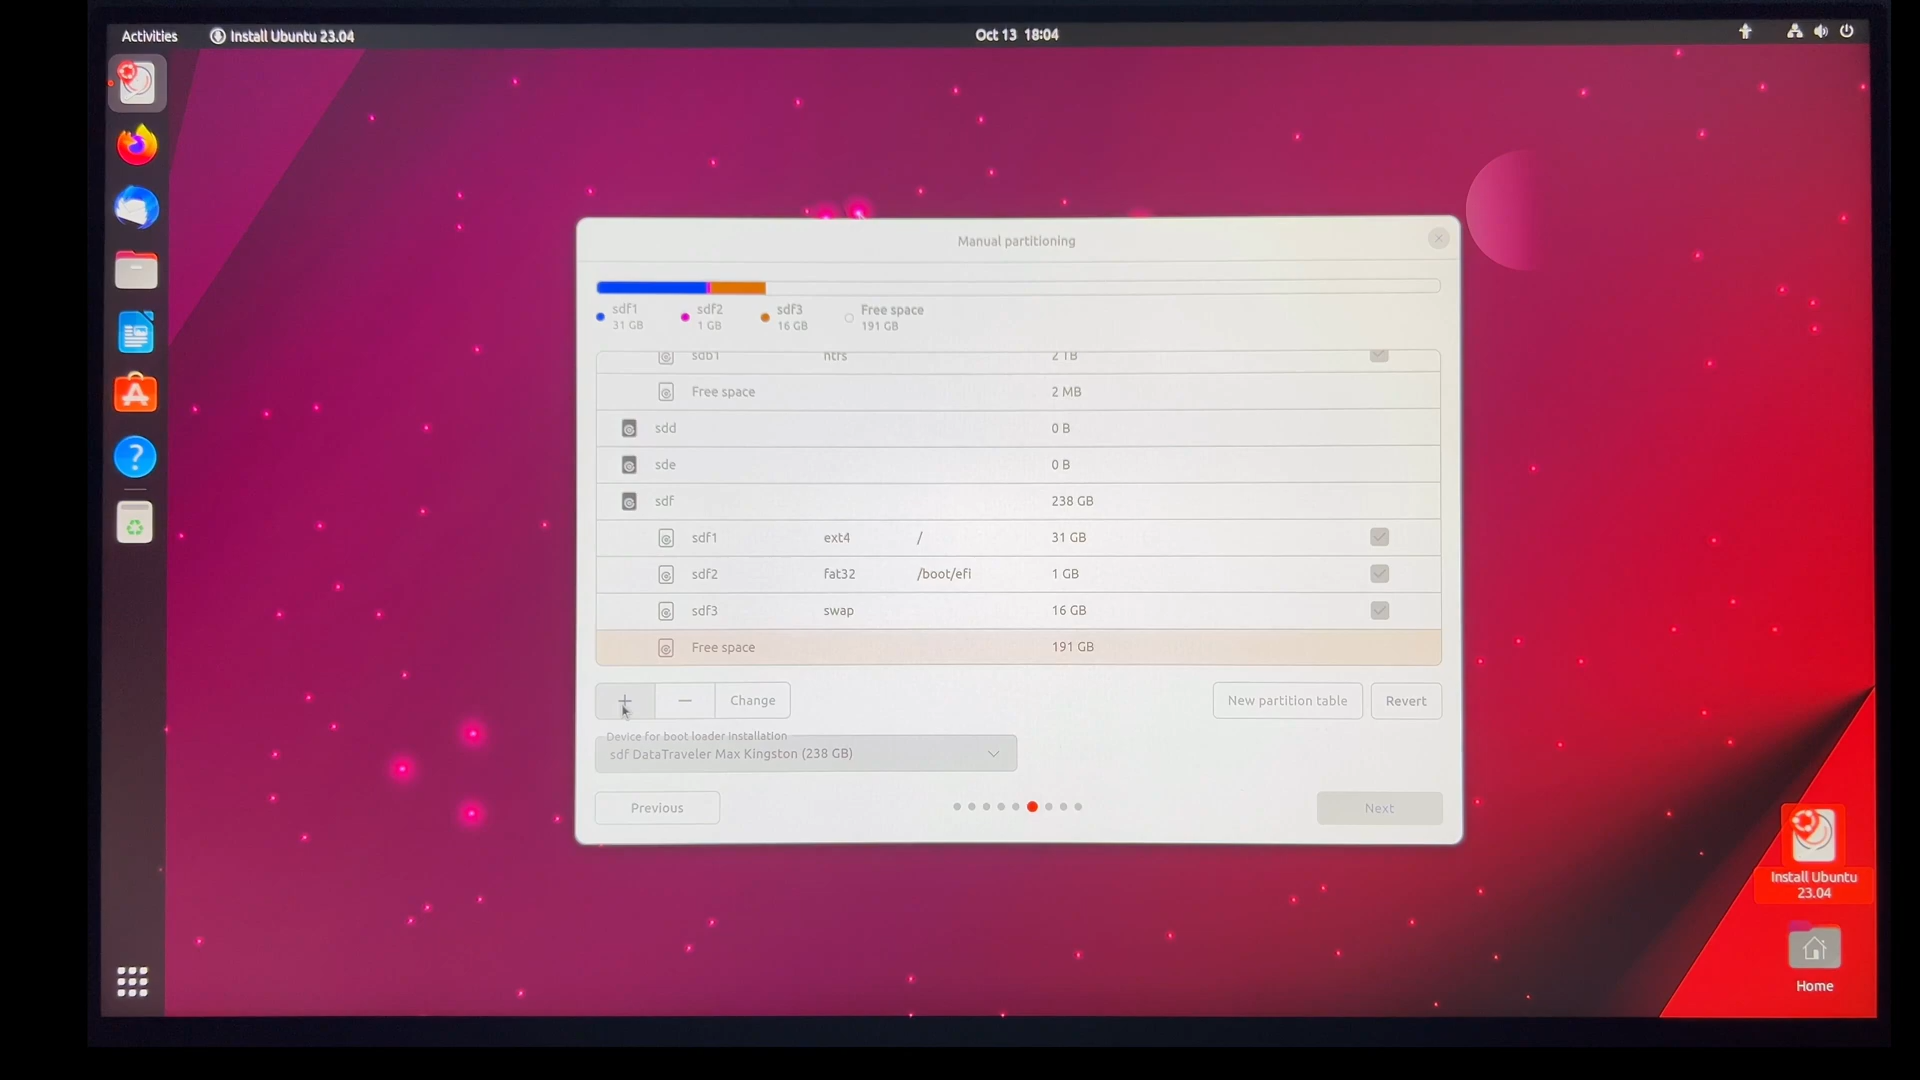 Activities
Install Ubuntu 23.04
Oct 13 18:04
Manual partitioning
sdf1
31 GB
sdf2
1 GB
sdf3
16 GB
Free space
191 GB
sdb1 ntfs 2 TB
Free space 2 MB
sdd 0 B
sde 0 B
sdf 238 GB
sdf1 ext4 / 31 GB
sdf2 fat32 /boot/efi 1 GB
sdf3 swap 16 GB
Free space 191 GB
+ − Change
New partition table
Revert
Device for boot loader installation
sdf DataTraveler Max Kingston (238 GB)
Previous
Next
Install Ubuntu
23.04
Home